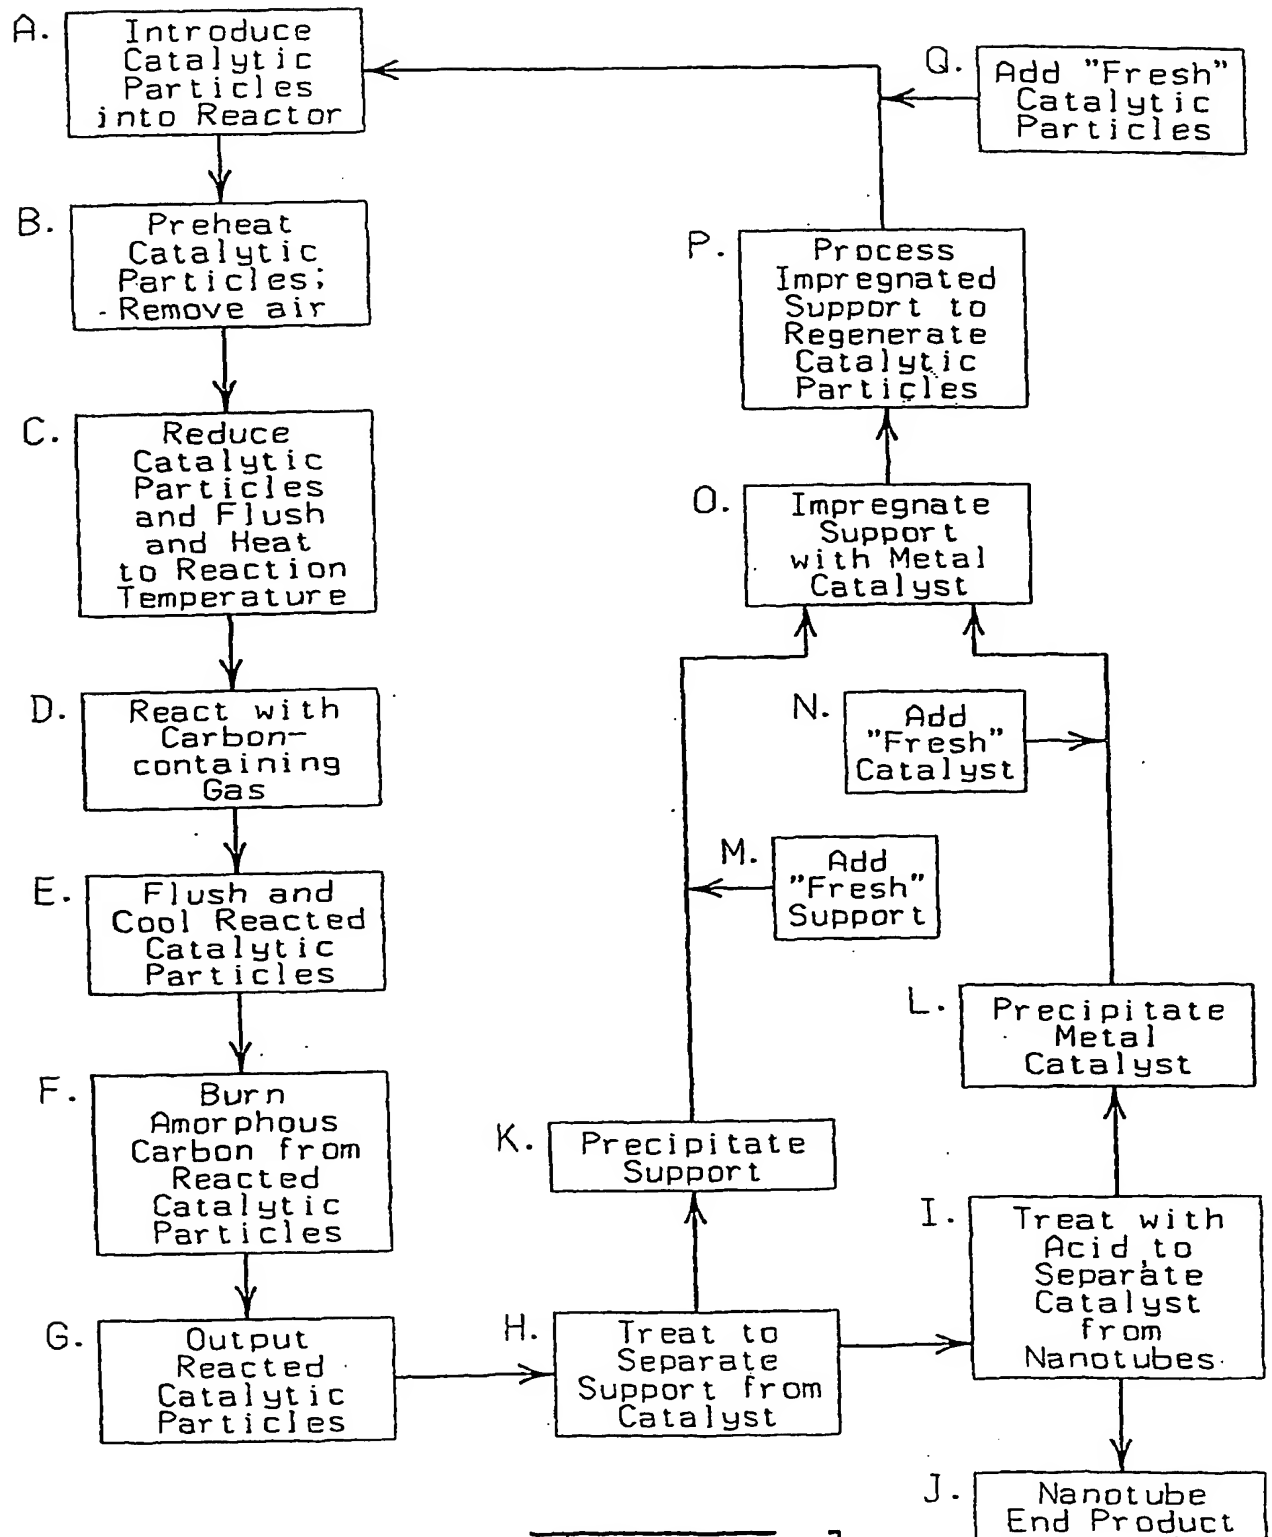 A.
Introduce
Catalytic
Particles
into Reactor
B.
Preheat
Catalytic
Particles;
Remove air
C.
Reduce
Catalytic
Particles
and Flush
and Heat
to Reaction
Temperature
D.
React with
Carbon-
containing
Gas
E.
Flush and
Cool Reacted
Catalytic
Particles
F.
Burn
Amorphous
Carbon from
Reacted
Catalytic
Particles
G.
Output
Reacted
Catalytic
Particles
H.
Treat to
Separate
Support from
Catalyst
I.
Treat with
Acid to
Separate
Catalyst
from
Nanotubes
J.
Nanotube
End Product
K.
Precipitate
Support
L.
Precipitate
Metal
Catalyst
M.
Add
"Fresh"
Support
N.
Add
"Fresh"
Catalyst
O.
Impregnate
Support
with Metal
Catalyst
P.
Process
Impregnated
Support to
Regenerate
Catalytic
Particles
Q.
Add "Fresh"
Catalytic
Particles